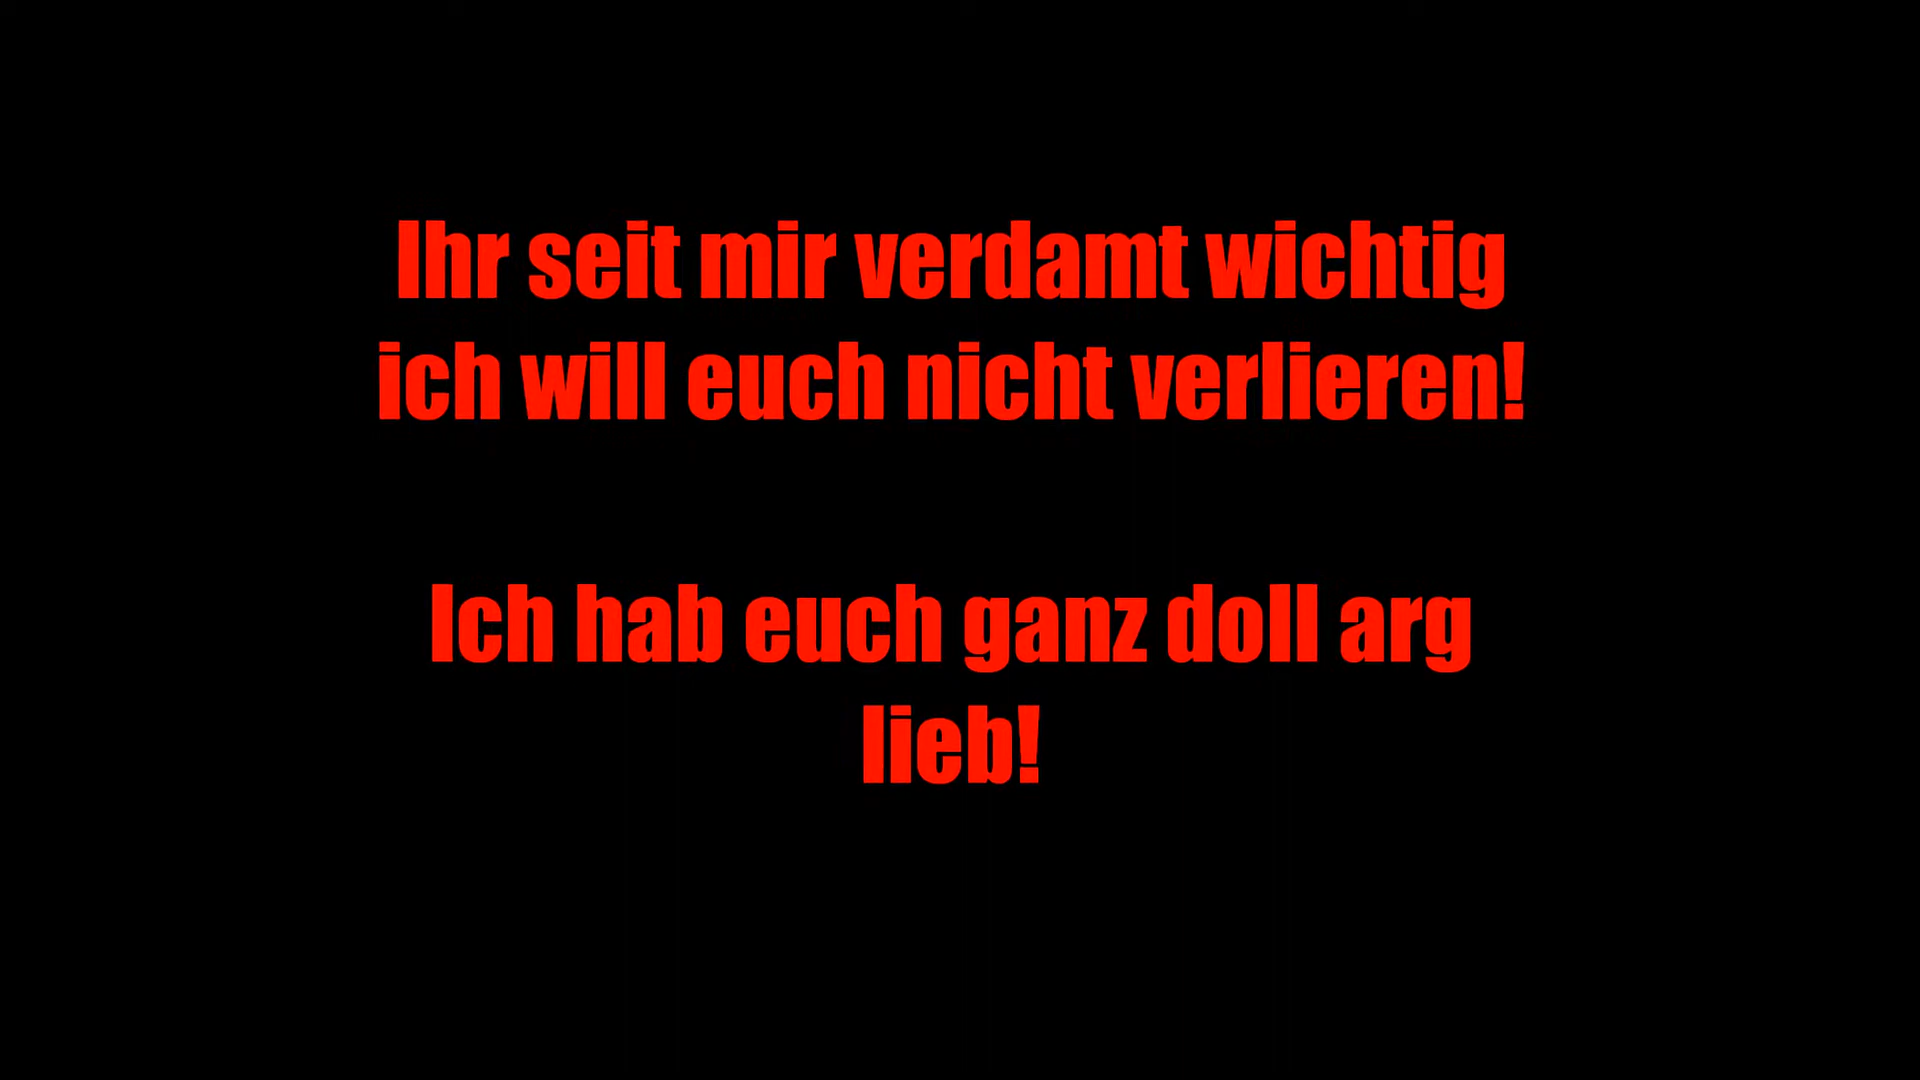 Ihr seit mir verdamt wichtig
ich will euch nicht verlieren!
Ich hab euch ganz doll arg
lieb!